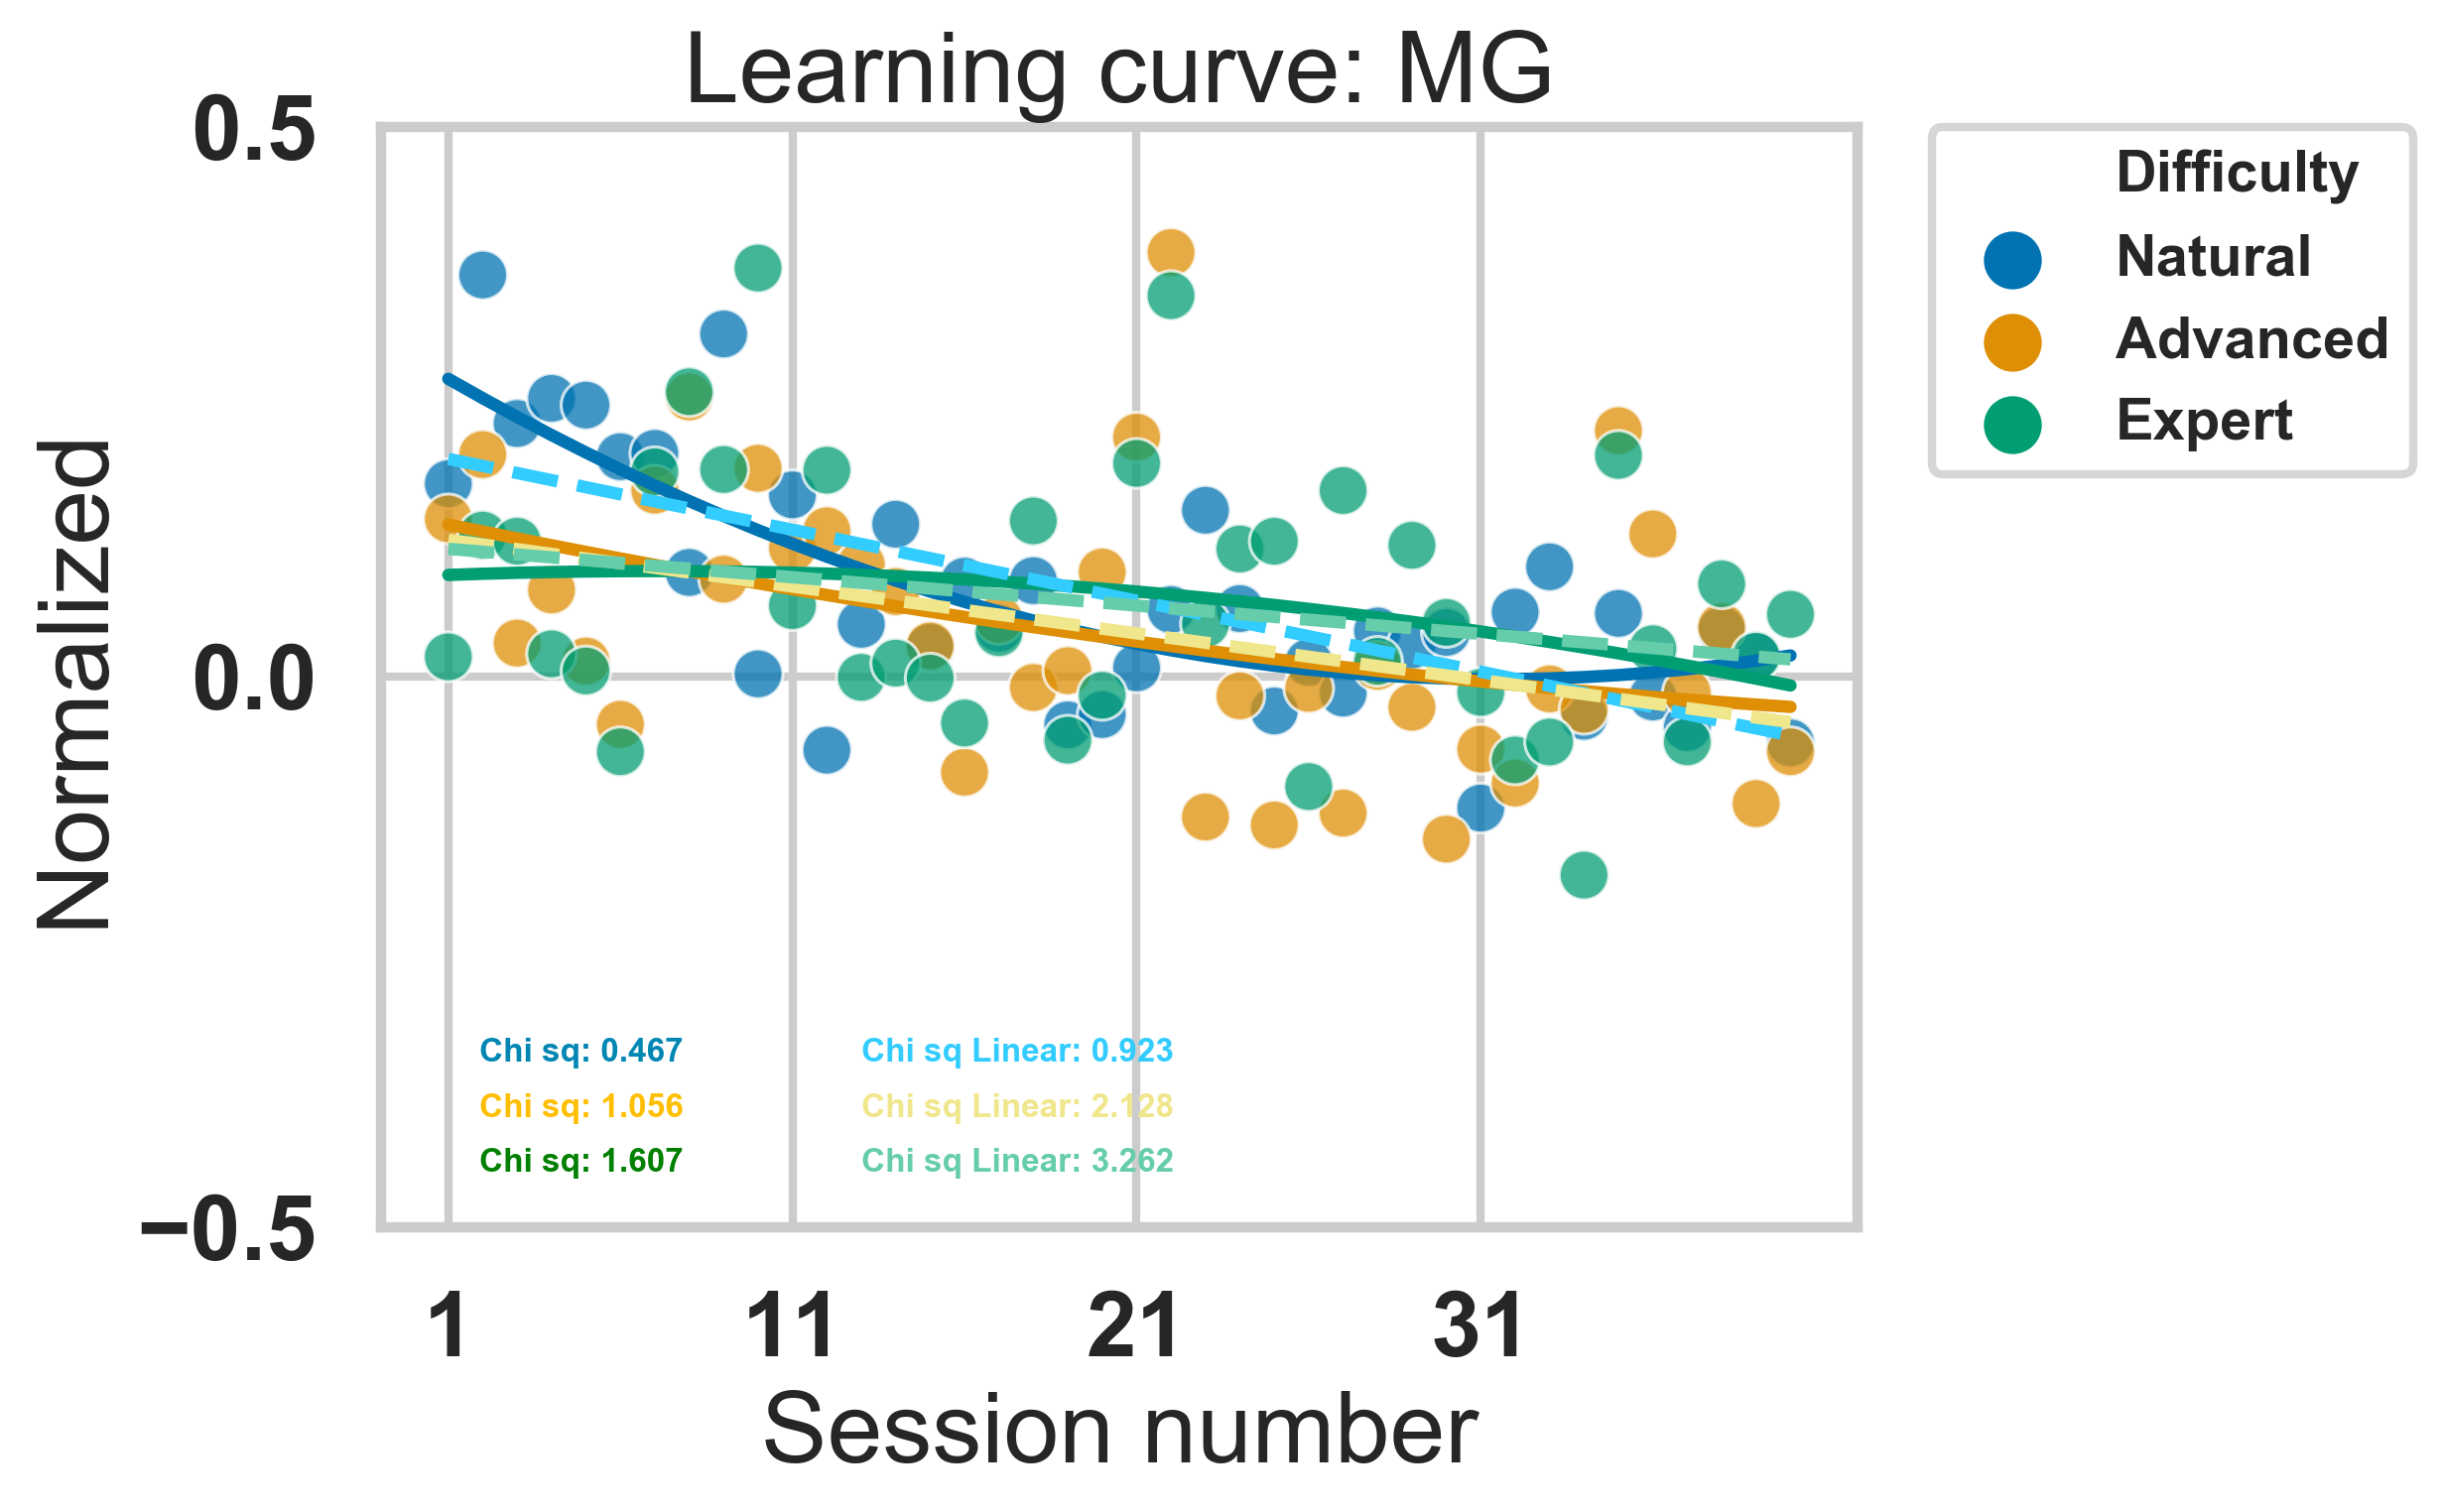 Learning curve: MG
0.5
0.0
−0.5
Normalized
1 11 21 31
Session number
Difficulty
Natural
Advanced
Expert
Chi sq: 0.467 Chi sq Linear: 0.923
Chi sq: 1.056 Chi sq Linear: 2.128
Chi sq: 1.607 Chi sq Linear: 3.262